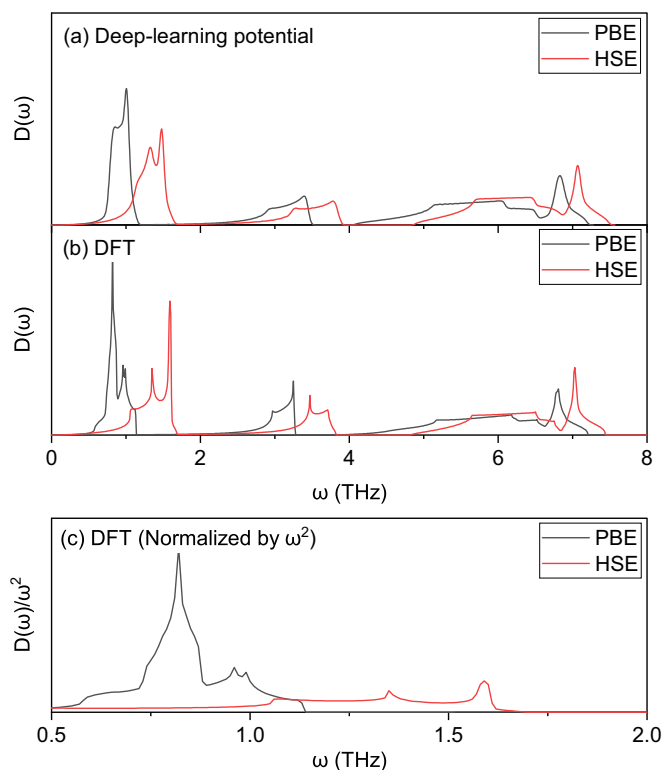 (a) Deep-learning potential
PBE
HSE
D(ω)
(b) DFT
PBE
HSE
D(ω)
0 2 4 6 8
ω (THz)
(c) DFT (Normalized by ω²)
PBE
HSE
D(ω)/ω²
0.5 1.0 1.5 2.0
ω (THz)